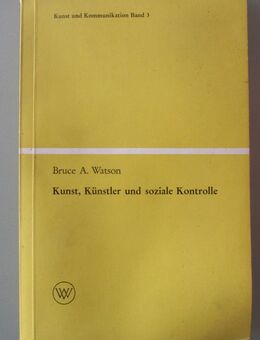 Kunst und Kommunikation Band 3
Bruce A. Watson
Kunst, Künstler und soziale Kontrolle